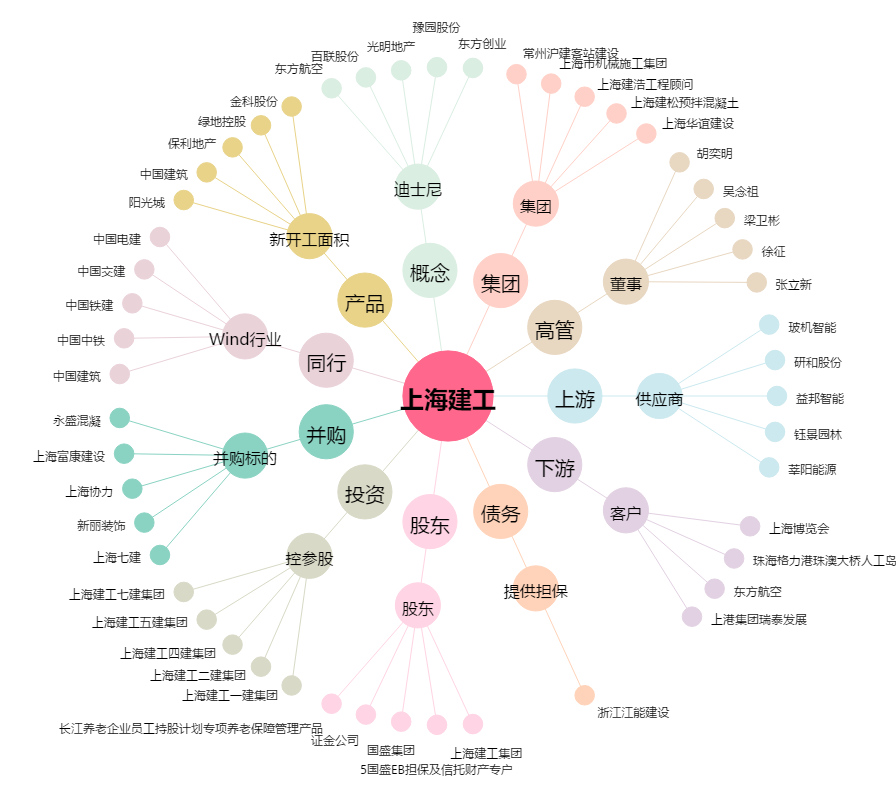 豫园股份
光明地产
东方创业
百联股份
东方航空
常州沪建客站建设
上海市机械施工集团
上海建浩工程顾问
上海建松预拌混凝土
上海华谊建设
金科股份
绿地控股
保利地产
中国建筑
阳光城
胡奕明
吴念祖
梁卫彬
徐征
张立新
迪士尼
集团
新开工面积
概念
集团
董事
产品
高管
中国电建
中国交建
中国铁建
中国中铁
中国建筑
Wind行业
同行
上海建工
上游
供应商
玻机智能
研和股份
益邦智能
钰景园林
莘阳能源
永盛混凝
上海富康建设
上海协力
新丽装饰
上海七建
并购标的
并购
下游
客户
投资
股东
债务
上海博览会
珠海格力港珠澳大桥人工岛
东方航空
上港集团瑞泰发展
控参股
股东
提供担保
上海建工七建集团
上海建工五建集团
上海建工四建集团
上海建工二建集团
上海建工一建集团
浙江江能建设
长江养老企业员工持股计划专项养老保障管理产品
证金公司
国盛集团
上海建工集团
5国盛EB担保及信托财产专户